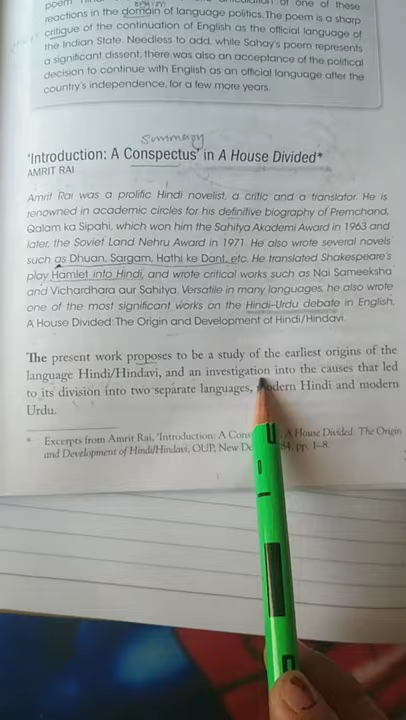 reactions in the domain of language politics. The poem is a sharp
critique of the continuation of English as the official language of
the Indian State. Needless to add, while Sahay's poem represents
a significant dissent, there was also an acceptance of the political
decision to continue with English as an official language after the
country's independence, for a few more years.
summary
'Introduction: A Conspectus' in A House Divided*
AMRIT RAI
Amrit Rai was a prolific Hindi novelist, a critic and a translator. He is
renowned in academic circles for his definitive biography of Premchand,
Qalam ka Sipahi, which won him the Sahitya Akademi Award in 1963 and
later, the Soviet Land Nehru Award in 1971. He also wrote several novels
such as Dhuan, Sargam, Hathi ke Dant, etc. He translated Shakespeare's
play Hamlet into Hindi, and wrote critical works such as Nai Sameeksha
and Vichardhara aur Sahitya. Versatile in many languages, he also wrote
one of the most significant works on the Hindi-Urdu debate in English,
A House Divided: The Origin and Development of Hindi/Hindavi.
The present work proposes to be a study of the earliest origins of the
language Hindi/Hindavi, and an investigation into the causes that led
to its division into two separate languages, modern Hindi and modern
Urdu.
* Excerpts from Amrit Rai, 'Introduction: A A House Divided: The Origin
and Development of Hindi/Hindavi, OUP, New 84, pp. 1–8.